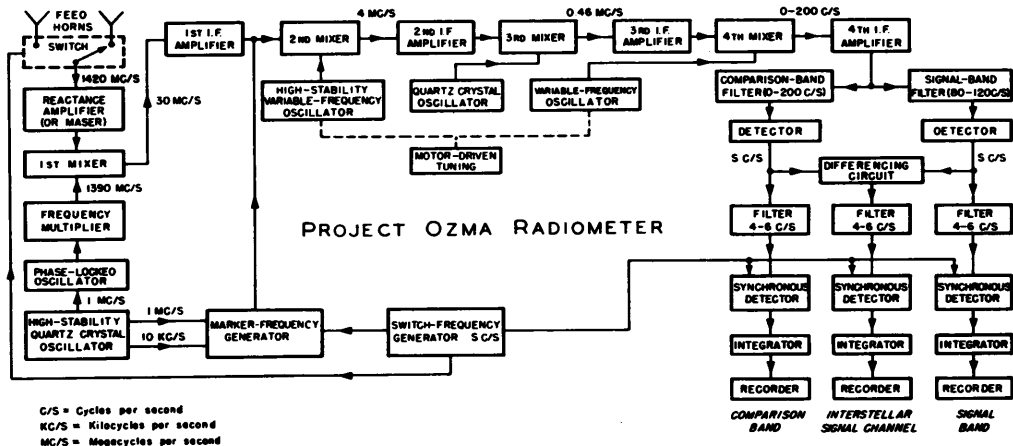 FEED
HORNS
SWITCH
1420 MC/S
REACTANCE
AMPLIFIER
(OR MASER)
1ST MIXER
1390 MC/S
FREQUENCY
MULTIPLIER
PHASE-LOCKED
OSCILLATOR
1 MC/S
HIGH-STABILITY
QUARTZ CRYSTAL
OSCILLATOR
1 MC/S
10 KC/S
30 MC/S
1ST I.F.
AMPLIFIER
2ND MIXER
4 MC/S
2ND I.F
AMPLIFIER
3RD MIXER
0.46 MC/S
3RD I.F.
AMPLIFIER
4TH MIXER
0-200 C/S
4TH I.F.
AMPLIFIER
HIGH-STABILITY
VARIABLE-FREQUENCY
OSCILLATOR
QUARTZ CRYSTAL
OSCILLATOR
VARIABLE-FREQUENCY
OSCILLATOR
MOTOR-DRIVEN
TUNING
COMPARISON-BAND
FILTER (0-200 C/S)
SIGNAL-BAND
FILTER (80-120C/S)
DETECTOR
DETECTOR
5 C/S
5 C/S
DIFFERENCING
CIRCUIT
FILTER
4-6 C/S
FILTER
4-6 C/S
FILTER
4-6 C/S
PROJECT OZMA RADIOMETER
MARKER-FREQUENCY
GENERATOR
SWITCH-FREQUENCY
GENERATOR 5 C/S
SYNCHRONOUS
DETECTOR
SYNCHRONOUS
DETECTOR
SYNCHRONOUS
DETECTOR
INTEGRATOR
INTEGRATOR
INTEGRATOR
RECORDER
RECORDER
RECORDER
COMPARISON
BAND
INTERSTELLAR
SIGNAL CHANNEL
SIGNAL
BAND
C/S = Cycles per second
KC/S = Kilocycles per second
MC/S = Megacycles per second